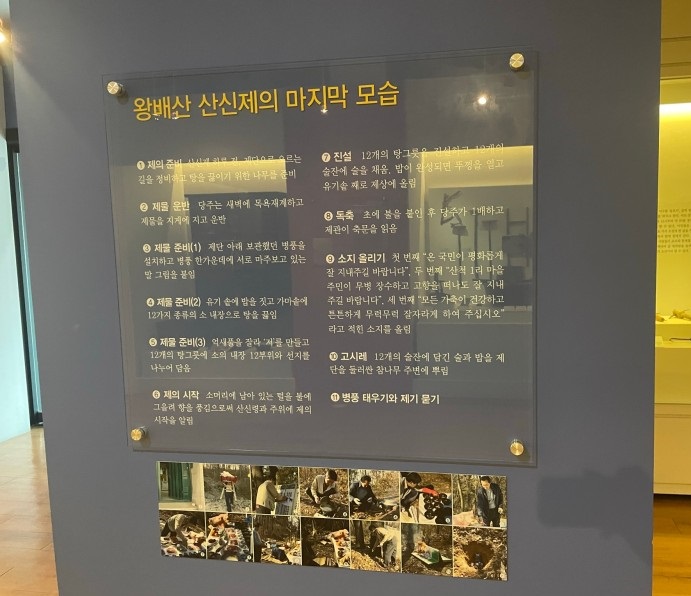 왕배산 산신제의 마지막 모습
① 제의 준비 산신제 하루 전, 제단으로 오르는
길을 정비하고 탕을 끓이기 위한 나무를 준비
② 제물 운반 당주는 새벽에 목욕재계하고
제물을 지게에 지고 운반
③ 제물 준비(1) 제단 아래 보관했던 병풍을
설치하고 병풍 한가운데에 서로 마주보고 있는
말 그림을 붙임
④ 제물 준비(2) 유기 솥에 밥을 짓고 가마솥에
12가지 종류의 소 내장으로 탕을 끓임
⑤ 제물 준비(3) 억새풀을 잘라 만들고
12개의 탕그릇에 소의 내장 12부위와 선지를
나누어 담음
⑥ 제의 시작 소머리에 남아 있는 털을 불에
그을려 향을 풍김으로써 산신령과 주위에 제의
시작을 알림
⑦ 진설 12개의 탕그릇을 진설하고 12개의
술잔에 술을 채움. 밥이 완성되면 뚜껑을 열고
유기솥 째로 제상에 올림
⑧ 독축 초에 불을 붙인 후 당주가 1배하고
제관이 축문을 읽음
⑨ 소지 올리기 첫 번째 “온 국민이 평화롭게
잘 지내주길 바랍니다”, 두 번째 “산척 1리 마을
주민이 무병 장수하고 고향을 떠나도 잘 지내
주길 바랍니다”, 세 번째 “모든 가축이 건강하고
튼튼하게 무럭무럭 잘자라게 하여 주십시오”
라고 적힌 소지를 올림
⑩ 고시레 12개의 술잔에 담긴 술과 밥을 제
단을 둘러싼 참나무 주변에 뿌림
⑪ 병풍 태우기와 제기 묻기